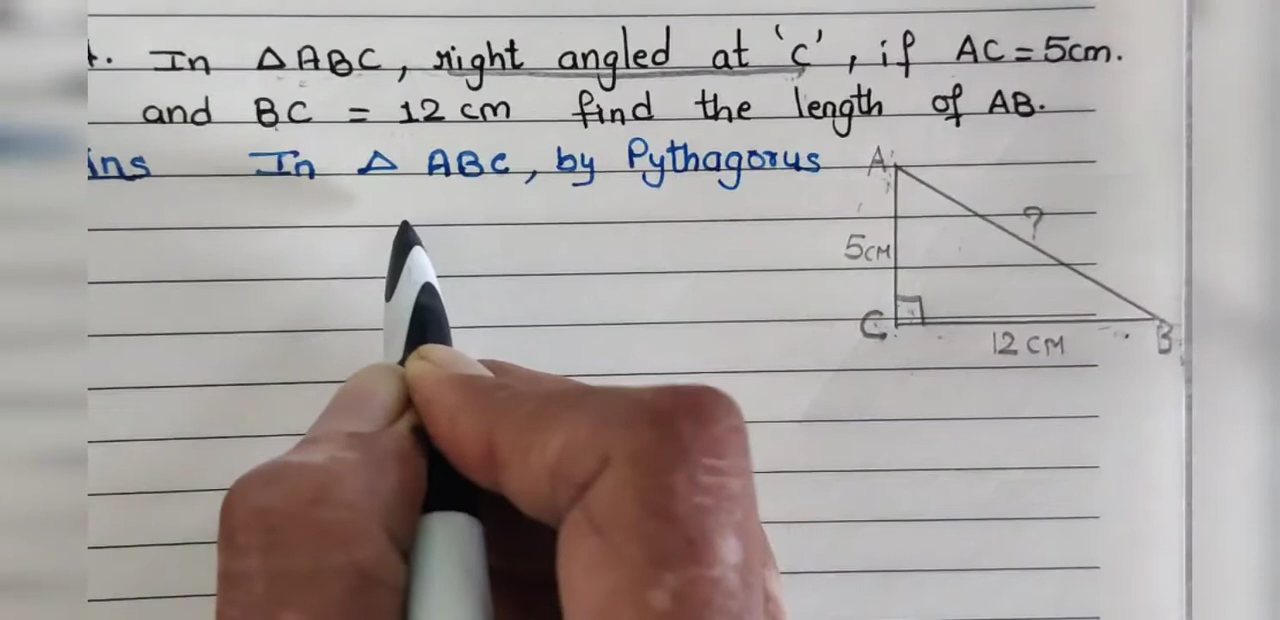 . In △ABC, right angled at 'c', if AC = 5cm.
and BC = 12 cm find the length of AB.
ins In △ ABC, by Pythagorus
A
?
5CM
C
12 CM
B